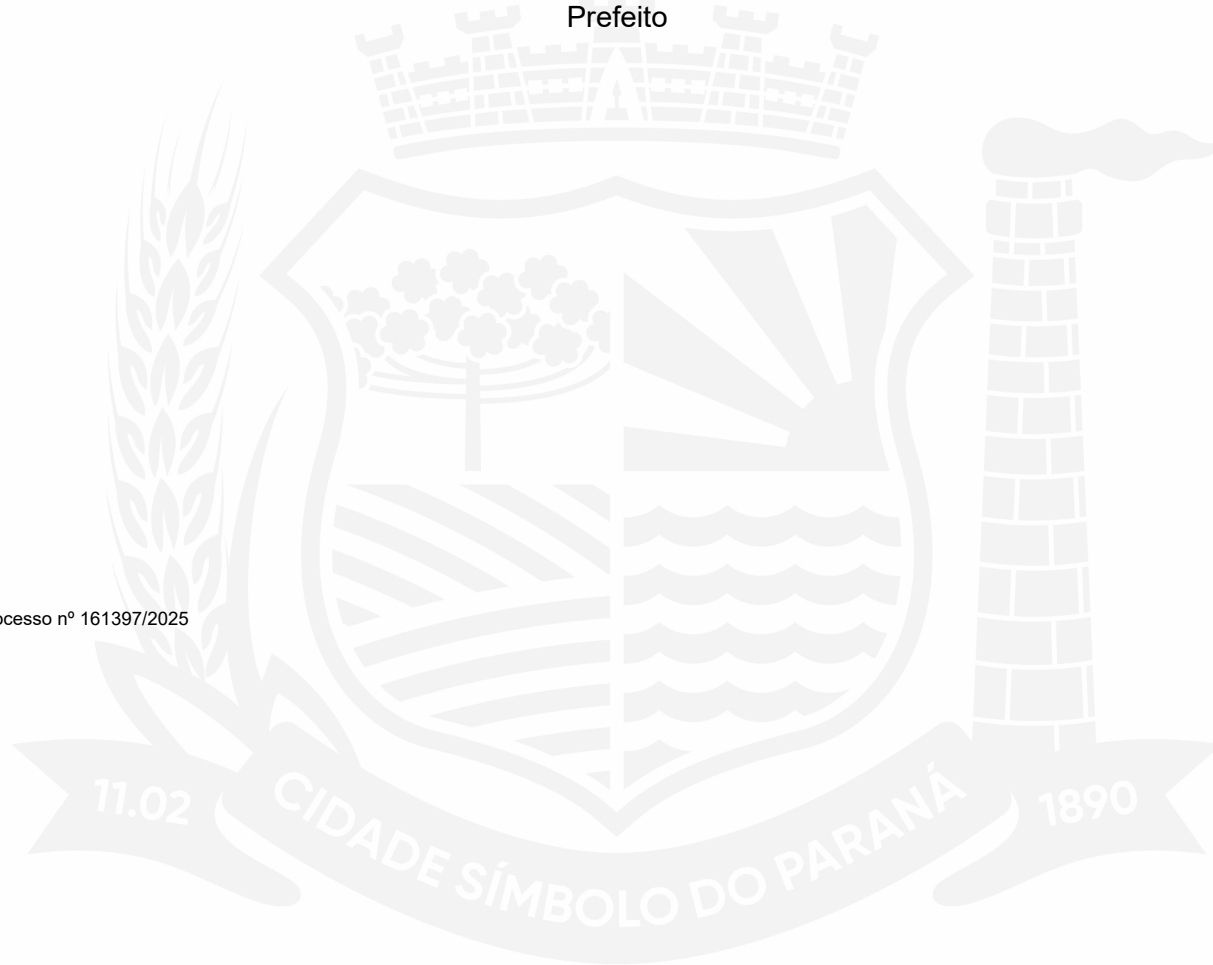 Prefeito
ocesso nº 161397/2025
11.02
CIDADE SÍMBOLO DO PARANÁ
1890